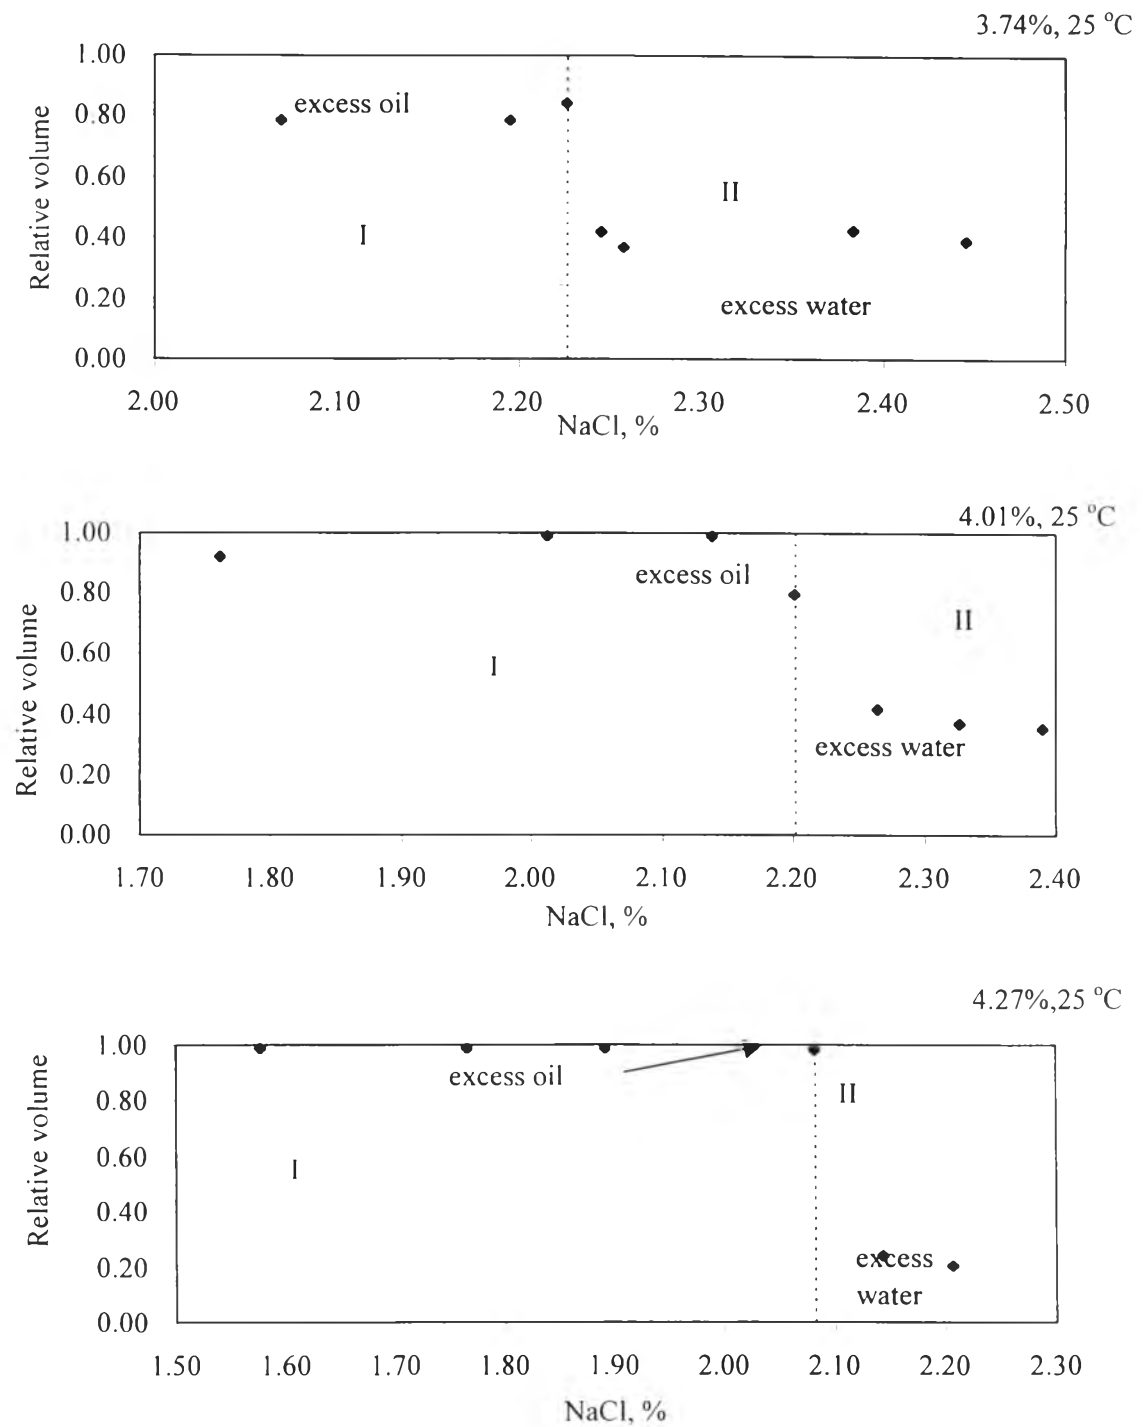 3.74%, 25 °C
1.00
excess oil
0.80
0.60
II
I
0.40
excess water
0.20
0.00
Relative volume
2.00 2.10 2.20 2.30 2.40 2.50
NaCl, %
4.01%, 25 °C
1.00
excess oil
0.80
II
0.60
I
0.40
excess water
0.20
0.00
Relative volume
1.70 1.80 1.90 2.00 2.10 2.20 2.30 2.40
NaCl, %
4.27%,25 °C
1.00
excess oil
II
0.80
0.60
I
0.40
excess
0.20
water
0.00
Relative volume
1.50 1.60 1.70 1.80 1.90 2.00 2.10 2.20 2.30
NaCl, %